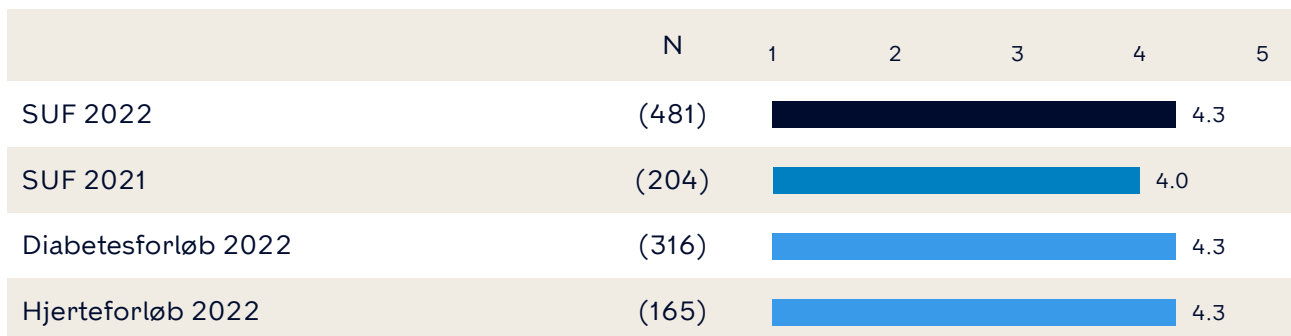 N 1 2 3 4 5
SUF 2022 (481) 4.3
SUF 2021 (204) 4.0
Diabetesforløb 2022 (316) 4.3
Hjerteforløb 2022 (165) 4.3